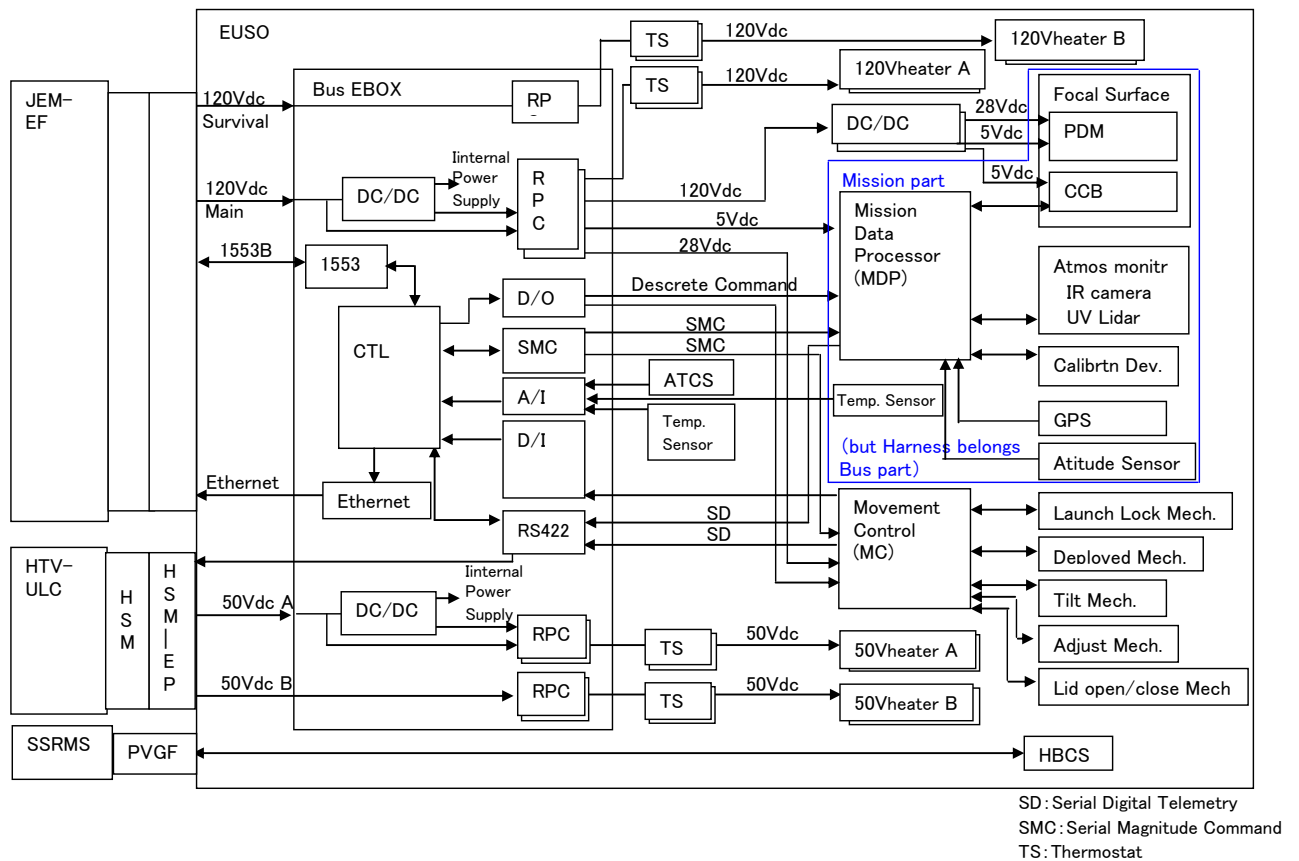 EUSO
TS
120Vdc
120Vheater B
TS
120Vdc
120Vheater A
JEM-
EF
Bus EBOX
RP
120Vdc
Survival
DC/DC
28Vdc
5Vdc
5Vdc
Focal Surface
PDM
CCB
120Vdc
Main
DC/DC
Iinternal
Power
Supply
R
P
C
120Vdc
5Vdc
28Vdc
Mission part
Mission
Data
Processor
(MDP)
1553B
1553
CTL
D/O
Descrete Command
SMC
SMC
SMC
A/I
ATCS
D/I
Temp.
Sensor
Temp. Sensor
Atmos monitr
IR camera
UV Lidar
Calibrtn Dev.
GPS
Atitude Sensor
(but Harness belongs
Bus part)
Ethernet
Ethernet
RS422
SD
SD
Movement
Control
(MC)
Launch Lock Mech.
Deploved Mech.
Tilt Mech.
Adjust Mech.
Lid open/close Mech
HTV-
ULC
H
S
M
H
S
M
|
E
P
50Vdc A
DC/DC
Iinternal
Power
Supply
RPC
TS
50Vdc
50Vheater A
50Vdc B
RPC
TS
50Vdc
50Vheater B
SSRMS
PVGF
HBCS
SD:Serial Digital Telemetry
SMC:Serial Magnitude Command
TS:Thermostat